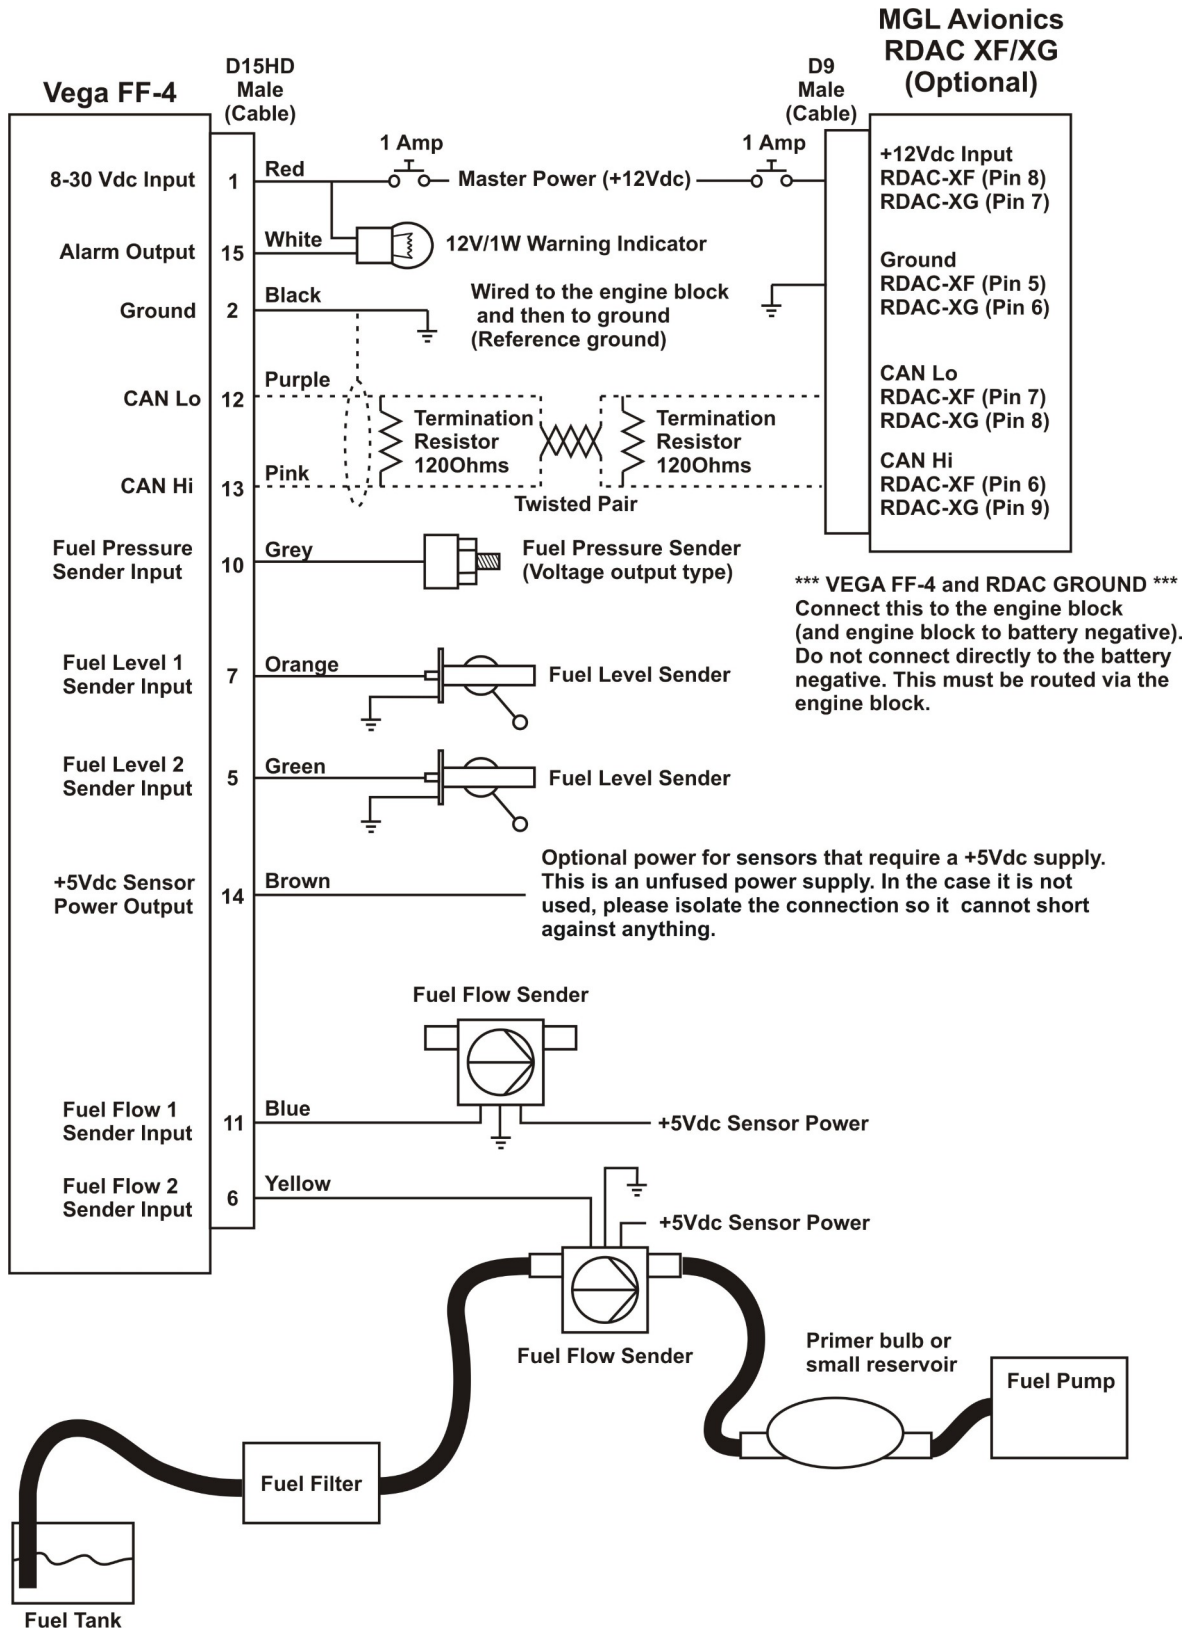 MGL Avionics
RDAC XF/XG
(Optional)
Vega FF-4
D15HD
Male
(Cable)
D9
Male
(Cable)
8-30 Vdc Input
1
Red
1 Amp
Master Power (+12Vdc)
1 Amp
+12Vdc Input
RDAC-XF (Pin 8)
RDAC-XG (Pin 7)
Alarm Output
15
White
12V/1W Warning Indicator
Ground
2
Black
Wired to the engine block
and then to ground
(Reference ground)
Ground
RDAC-XF (Pin 5)
RDAC-XG (Pin 6)
CAN Lo
12
Purple
Termination
Resistor
120Ohms
Termination
Resistor
120Ohms
CAN Lo
RDAC-XF (Pin 7)
RDAC-XG (Pin 8)
CAN Hi
13
Pink
Twisted Pair
CAN Hi
RDAC-XF (Pin 6)
RDAC-XG (Pin 9)
Fuel Pressure
Sender Input
10
Grey
Fuel Pressure Sender
(Voltage output type)
*** VEGA FF-4 and RDAC GROUND ***
Connect this to the engine block
(and engine block to battery negative).
Do not connect directly to the battery
negative. This must be routed via the
engine block.
Fuel Level 1
Sender Input
7
Orange
Fuel Level Sender
Fuel Level 2
Sender Input
5
Green
Fuel Level Sender
+5Vdc Sensor
Power Output
14
Brown
Optional power for sensors that require a +5Vdc supply.
This is an unfused power supply. In the case it is not
used, please isolate the connection so it cannot short
against anything.
Fuel Flow Sender
Fuel Flow 1
Sender Input
11
Blue
+5Vdc Sensor Power
Fuel Flow 2
Sender Input
6
Yellow
+5Vdc Sensor Power
Fuel Flow Sender
Primer bulb or
small reservoir
Fuel Pump
Fuel Filter
Fuel Tank